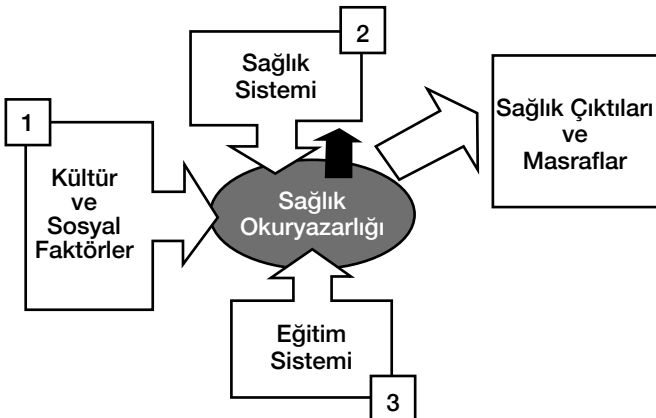 1
Kültür
ve
Sosyal
Faktörler
2
Sağlık
Sistemi
Sağlık
Okuryazarlığı
Eğitim
Sistemi
3
Sağlık Çıktıları
ve
Masraflar